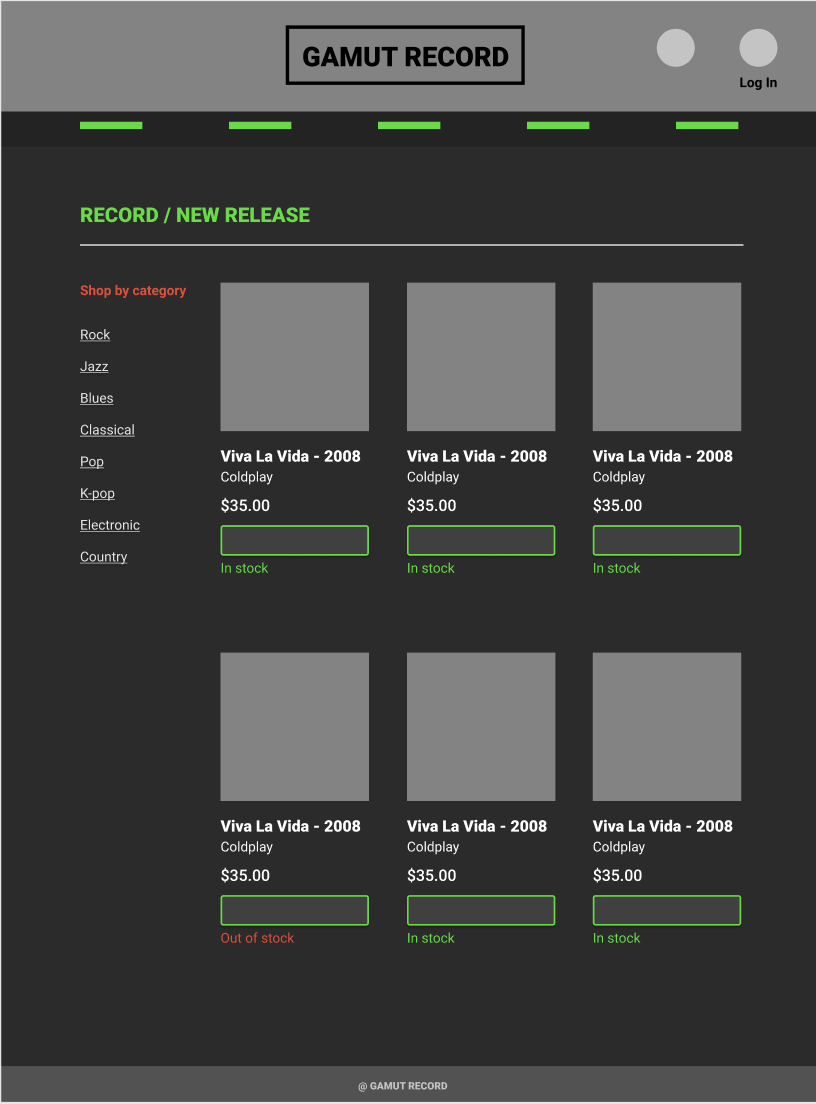 GAMUT RECORD
Log In
RECORD / NEW RELEASE
Shop by category
Rock
Jazz
Blues
Classical
Pop
K-pop
Electronic
Country
Viva La Vida - 2008
Coldplay
$35.00
In stock
Viva La Vida - 2008
Coldplay
$35.00
In stock
Viva La Vida - 2008
Coldplay
$35.00
In stock
Viva La Vida - 2008
Coldplay
$35.00
Out of stock
Viva La Vida - 2008
Coldplay
$35.00
In stock
Viva La Vida - 2008
Coldplay
$35.00
In stock
@ GAMUT RECORD